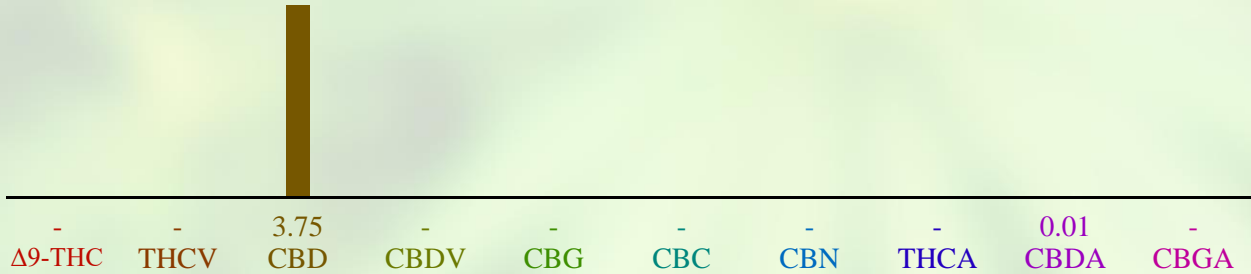 - - 3.75 - - - - - 0.01 -
Δ9-THC THCV CBD CBDV CBG CBC CBN THCA CBDA CBGA